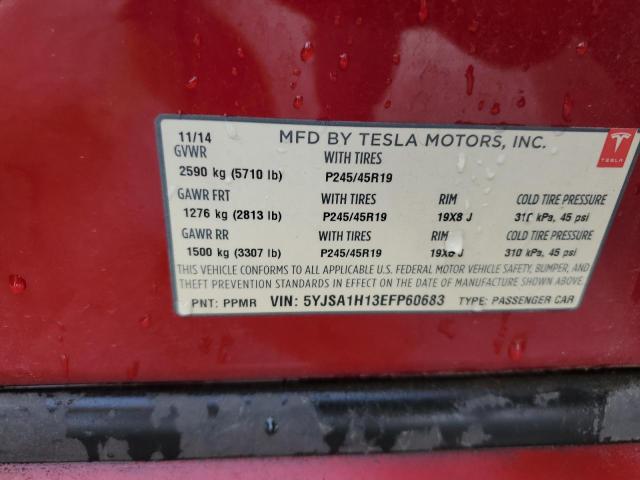 11/14 MFD BY TESLA MOTORS, INC.
TESLA
GVWR WITH TIRES
2590 kg (5710 lb) P245/45R19
GAWR FRT WITH TIRES RIM COLD TIRE PRESSURE
1276 kg (2813 lb) P245/45R19 19X8 J 310 kPa, 45 psi
GAWR RR WITH TIRES RIM COLD TIRE PRESSURE
1500 kg (3307 lb) P245/45R19 19X8 J 310 kPa, 45 psi
THIS VEHICLE CONFORMS TO ALL APPLICABLE U.S. FEDERAL MOTOR VEHICLE SAFETY, BUMPER, AND
THEFT PREVENTION STANDARDS IN EFFECT ON THE DATE OF MANUFACTURE SHOWN ABOVE.
PNT: PPMR VIN: 5YJSA1H13EFP60683 TYPE: PASSENGER CAR